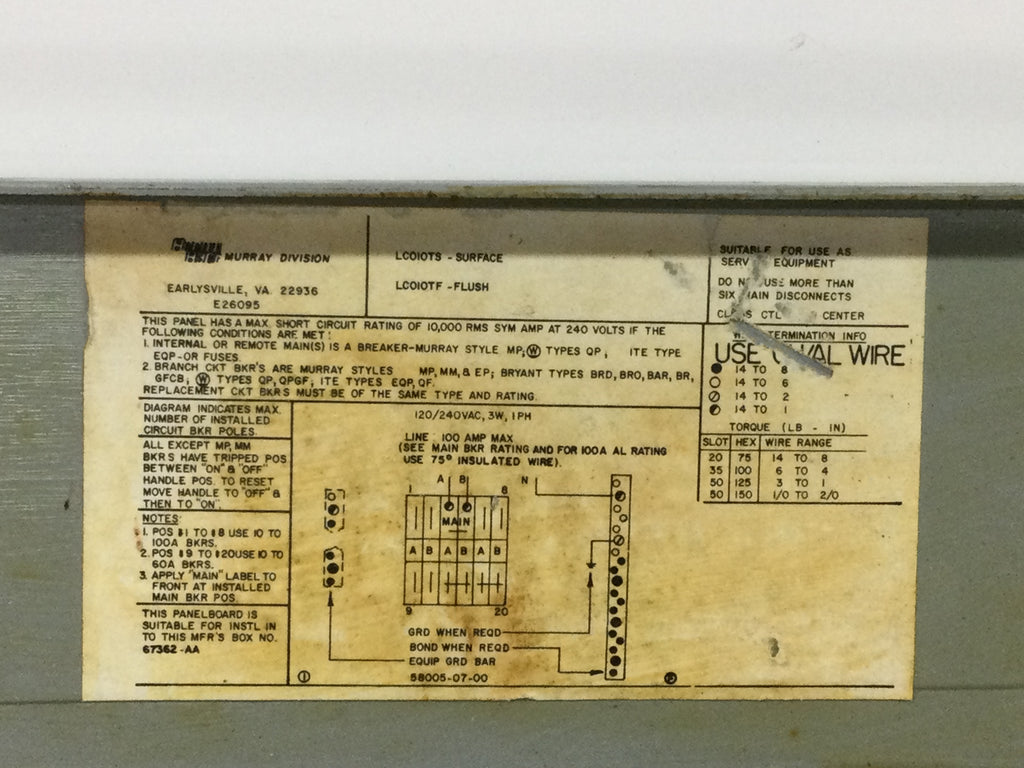 MURRAY DIVISION
EARLYSVILLE, VA 22936
E26095
LC010TS - SURFACE
LC010TF - FLUSH
SUITABLE FOR USE AS
SERV EQUIPMENT
DO NOT USE MORE THAN
SIX MAIN DISCONNECTS
CLASS CTL CENTER
THIS PANEL HAS A MAX. SHORT CIRCUIT RATING OF 10,000 RMS SYM AMP AT 240 VOLTS IF THE
FOLLOWING CONDITIONS ARE MET:
1. INTERNAL OR REMOTE MAIN(S) IS A BREAKER-MURRAY STYLE MP; W TYPES QP, ITE TYPE
EQP-OR FUSES.
2. BRANCH CKT BKR'S ARE MURRAY STYLES MP, MM, & EP; BRYANT TYPES BRD, BRO, BAR, BR,
GFCB; W TYPES QP, QPGF; ITE TYPES EQP, QF.
REPLACEMENT CKT BKRS MUST BE OF THE SAME TYPE AND RATING.
TERMINATION INFO
USE WIRE
14 TO 8
14 TO 6
14 TO 2
14 TO 1
TORQUE (LB - IN)
SLOT HEX WIRE RANGE
20 75 14 TO 8
35 100 6 TO 4
50 125 3 TO 1
50 150 1/0 TO 2/0
DIAGRAM INDICATES MAX.
NUMBER OF INSTALLED
CIRCUIT BKR POLES.
ALL EXCEPT MP, MM
BKRS HAVE TRIPPED POS
BETWEEN "ON" & "OFF"
HANDLE POS. TO RESET
MOVE HANDLE TO "OFF" &
THEN TO "ON".
NOTES:
1. POS #1 TO #8 USE 10 TO
100A BKRS.
2. POS #9 TO #20 USE 10 TO
60A BKRS.
3. APPLY "MAIN" LABEL TO
FRONT AT INSTALLED
MAIN BKR POS.
THIS PANELBOARD IS
SUITABLE FOR INSTL IN
TO THIS MFR'S BOX NO.
67362-AA
120/240VAC, 3W, 1PH
LINE: 100 AMP MAX
(SEE MAIN BKR RATING AND FOR 100A AL RATING
USE 75° INSULATED WIRE).
A B N
1 8
MAIN
A B A B A B
9 20
GRD WHEN REQD
BOND WHEN REQD
EQUIP GRD BAR
58005-07-00